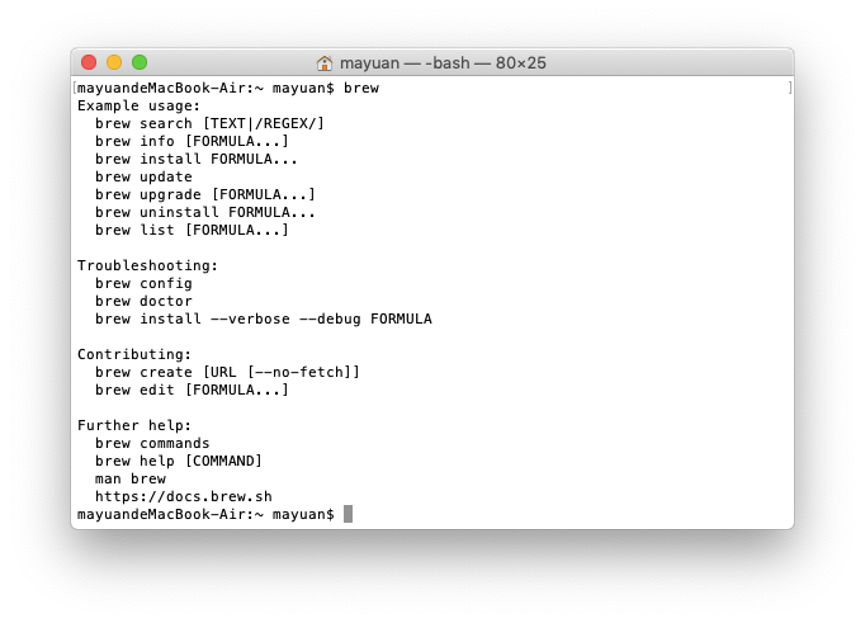 mayuan — -bash — 80×25
[mayuandeMacBook-Air:~ mayuan$ brew ]
Example usage:
  brew search [TEXT|/REGEX/]
  brew info [FORMULA...]
  brew install FORMULA...
  brew update
  brew upgrade [FORMULA...]
  brew uninstall FORMULA...
  brew list [FORMULA...]

Troubleshooting:
  brew config
  brew doctor
  brew install --verbose --debug FORMULA

Contributing:
  brew create [URL [--no-fetch]]
  brew edit [FORMULA...]

Further help:
  brew commands
  brew help [COMMAND]
  man brew
  https://docs.brew.sh
mayuandeMacBook-Air:~ mayuan$